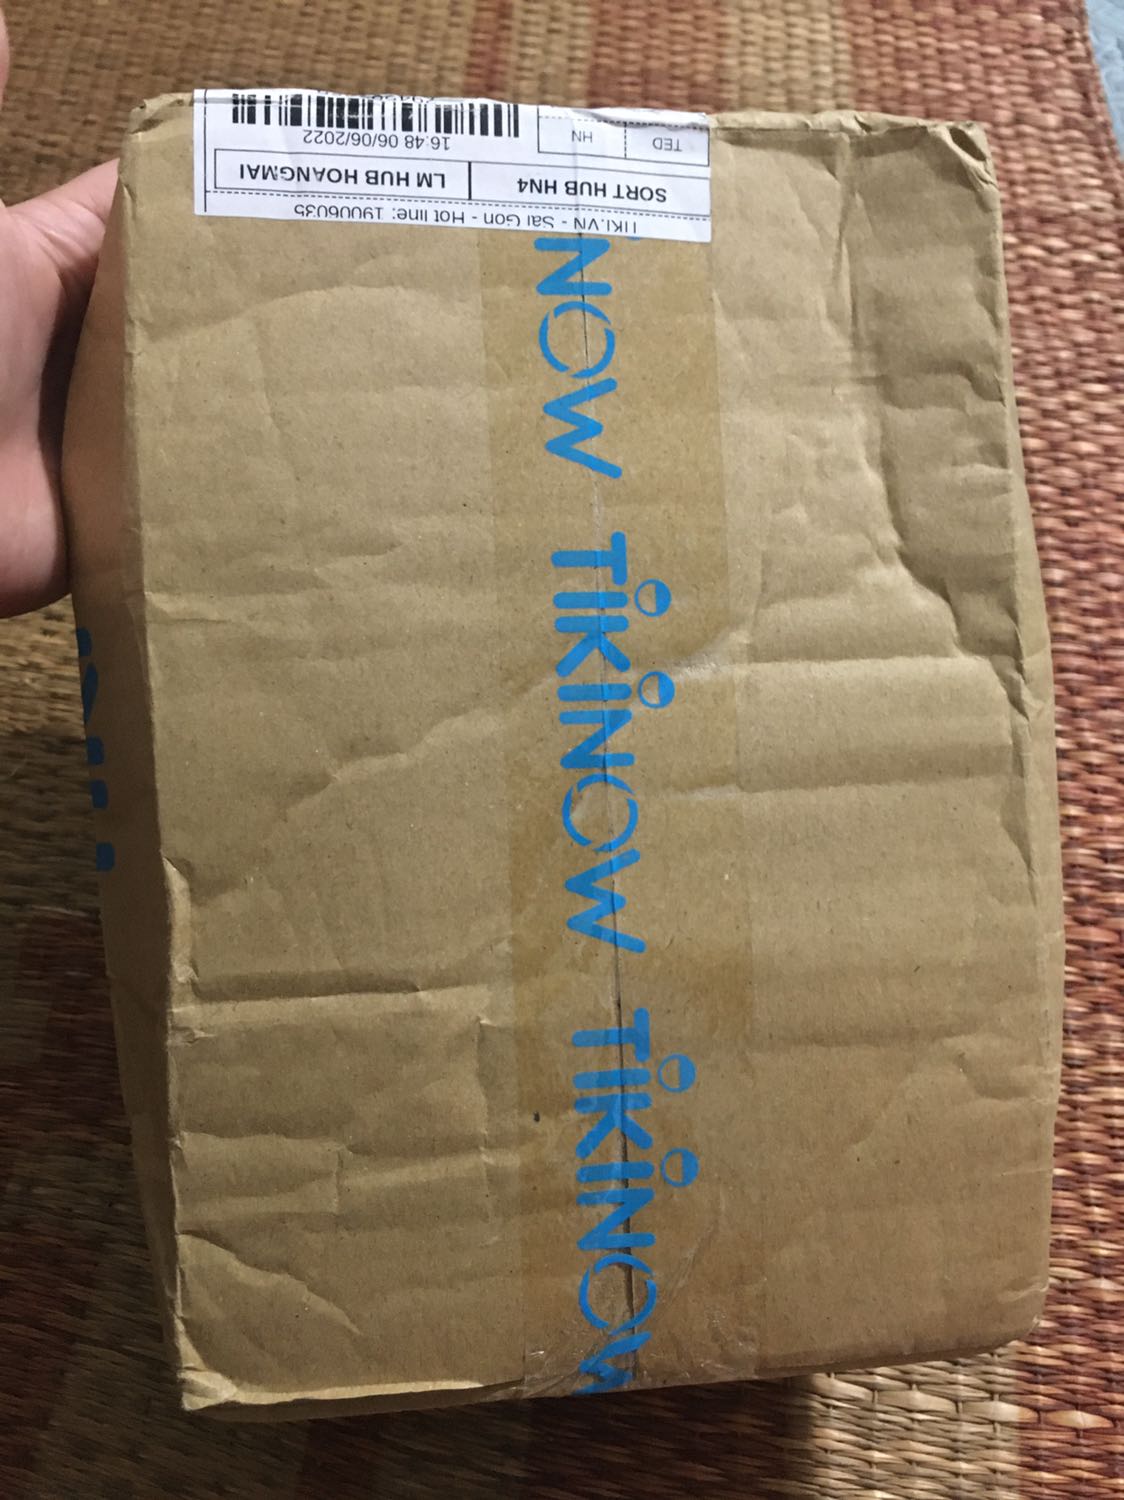 TIKI.VN - Sai Gon - Hot line: 19006035
SORT HUB HN4 LM HUB HOANGMAI
TED HN
16:48 06/06/2022
NOW TIKINOW TIKINOW